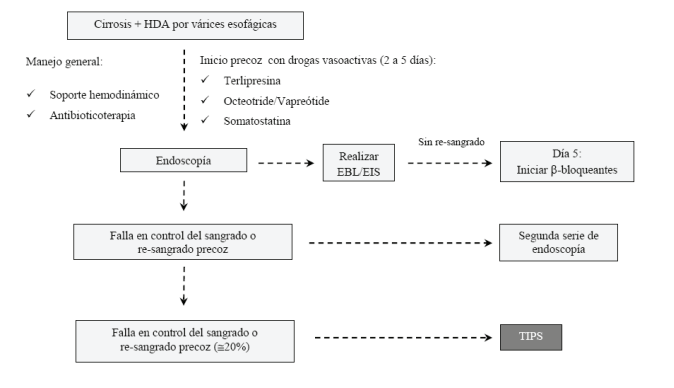 Cirrosis + HDA por várices esofágicas
Manejo general:
✓ Soporte hemodinámico
✓ Antibioticoterapia
Inicio precoz con drogas vasoactivas (2 a 5 días):
✓ Terlipresina
✓ Octeotride/Vapreótide
✓ Somatostatina
Endoscopía
Realizar
EBL/EIS
Sin re-sangrado
Día 5:
Iniciar β-bloqueantes
Falla en control del sangrado o
re-sangrado precoz
Segunda serie de
endoscopía
Falla en control del sangrado o
re-sangrado precoz (≅20%)
TIPS